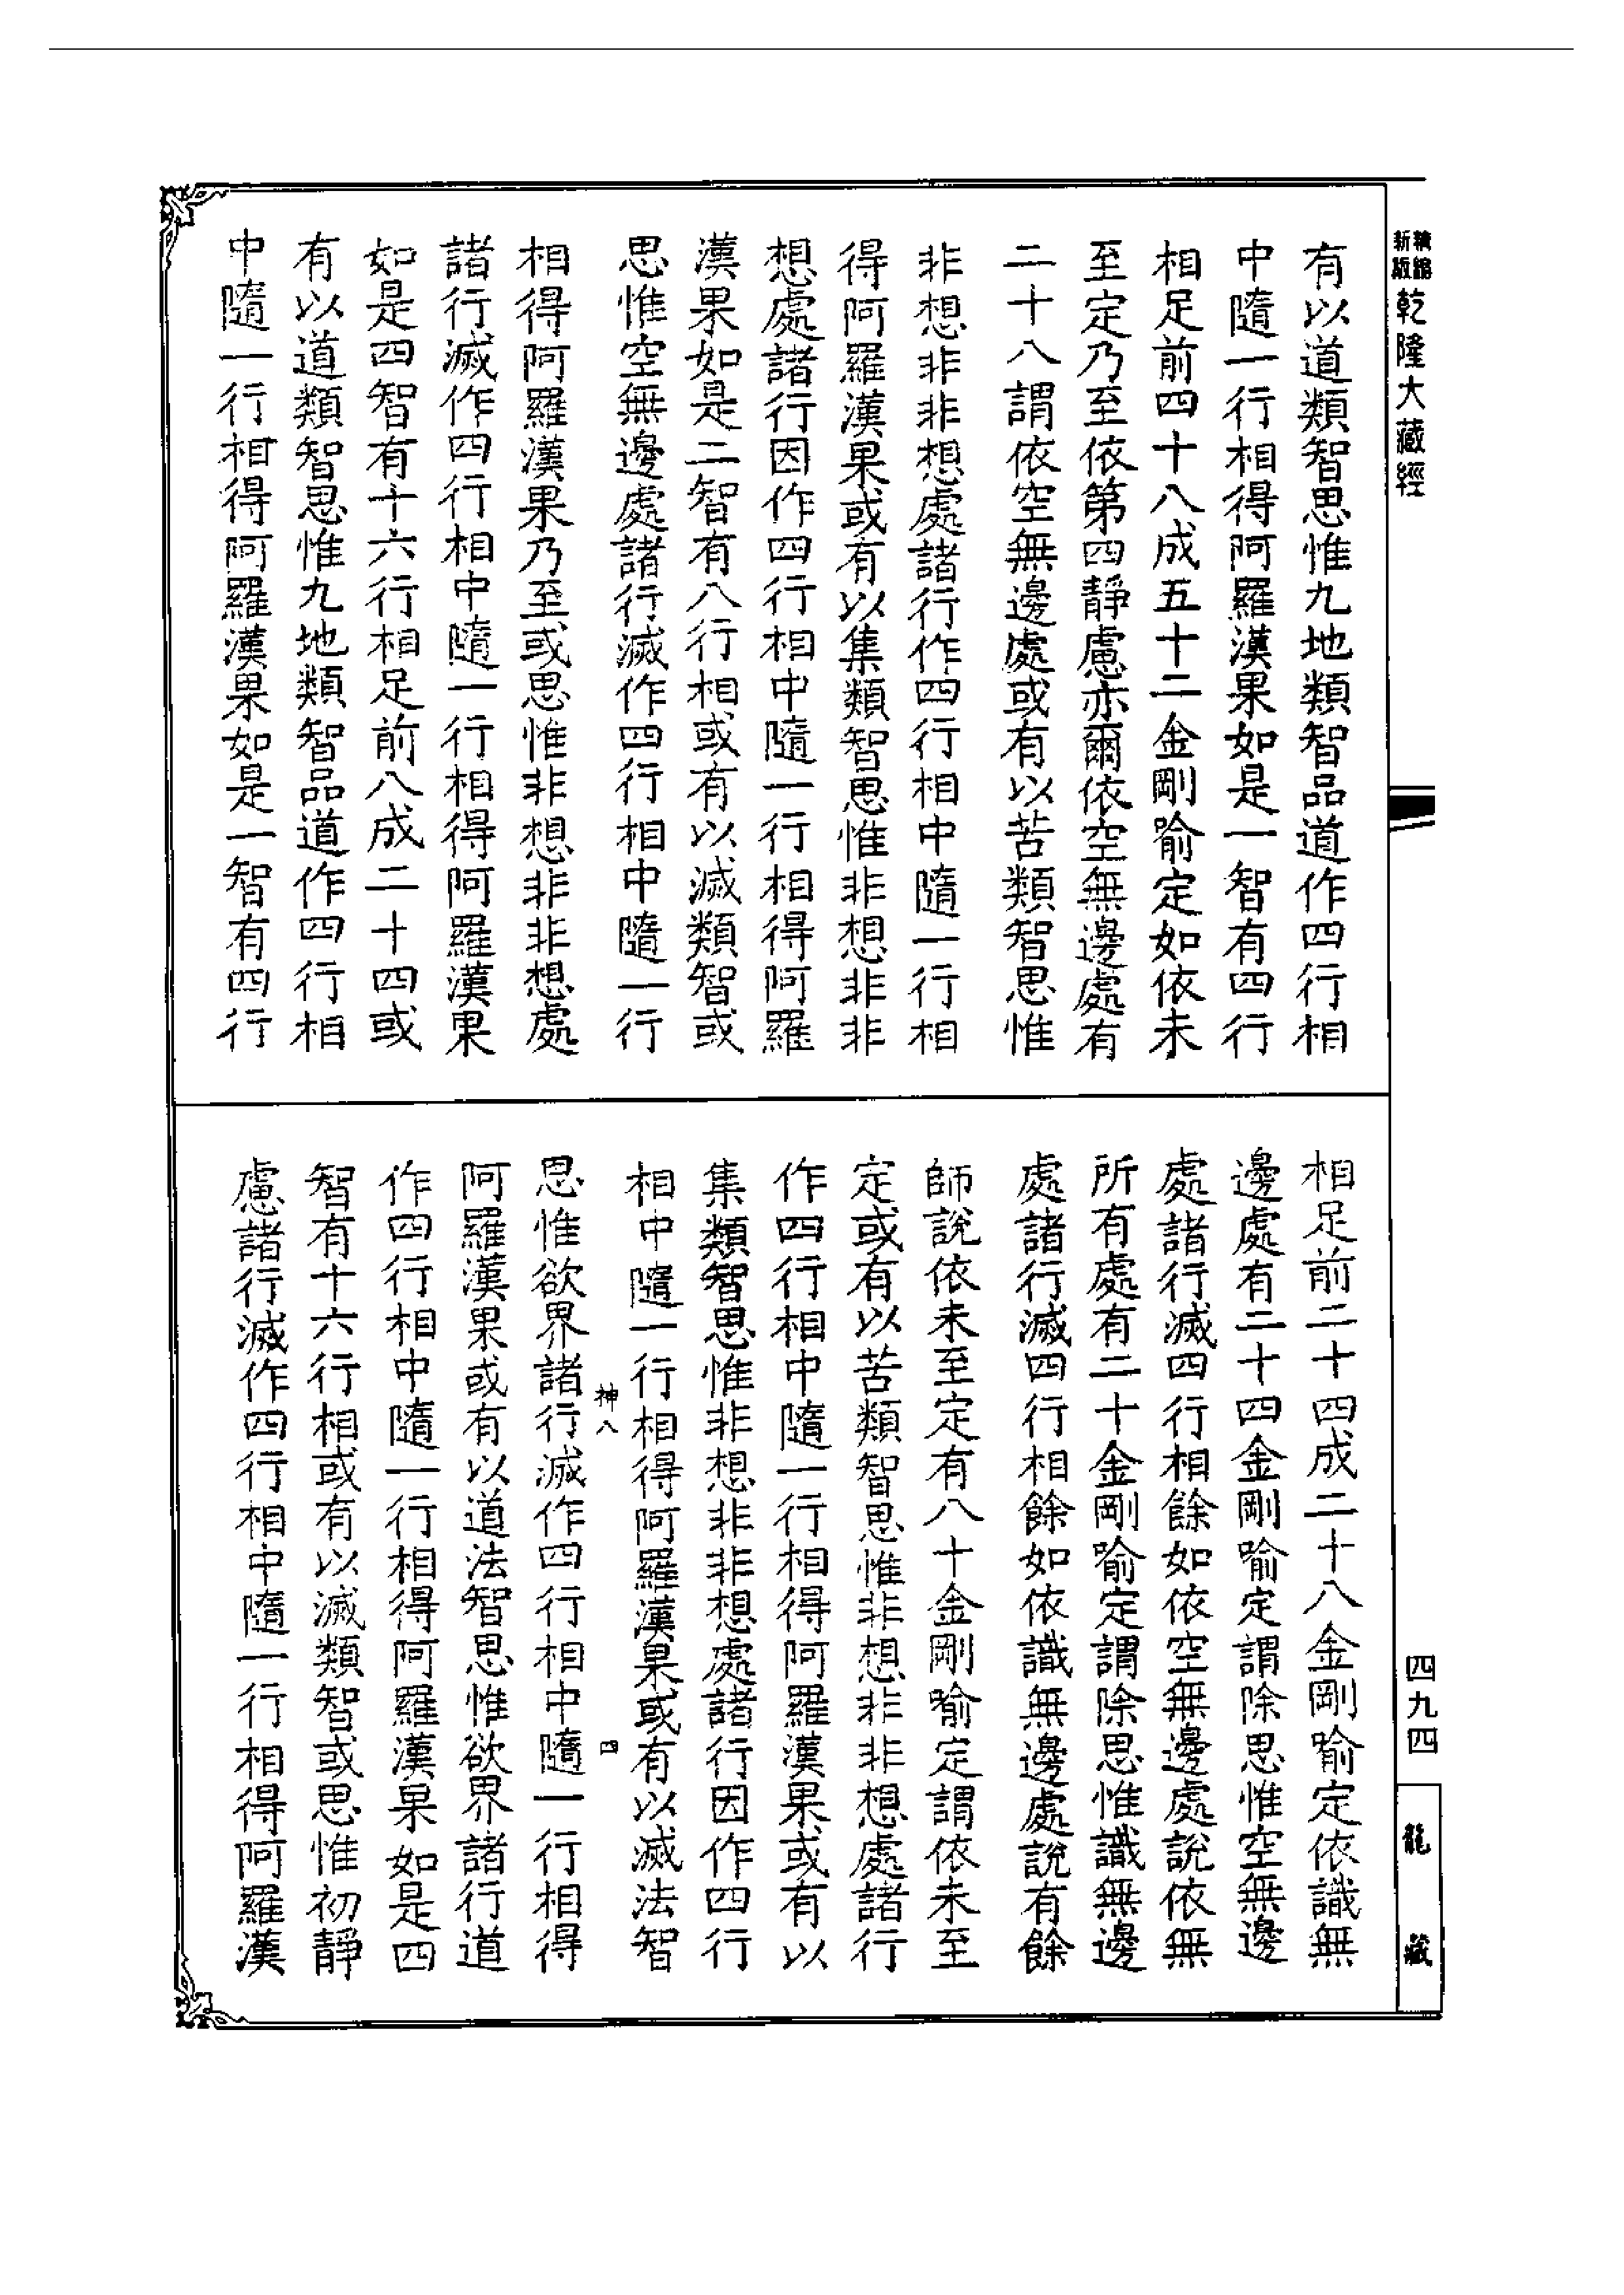 新編縮版
乾隆大藏經
有以道類智思惟九地類智品道作四行相
中隨一行相得阿羅漢果如是一智有四行
相足前四十八成五十二金剛喻定如依未
至定乃至依第四靜慮亦爾依空無邊處有
二十八謂依空無邊處或有以苦類智思惟
非想非非想處諸行作四行相中隨一行相
得阿羅漢果或有以集類智思惟非想非非
想處諸行因作四行相中隨一行相得阿羅
漢果如是二智有八行相或有以滅類智或
思惟空無邊處諸行滅作四行相中隨一行
相得阿羅漢果乃至或思惟非想非非想處
諸行滅作四行相中隨一行相得阿羅漢果
如是四智有十六行相足前八成二十四或
有以道類智思惟九地類智品道作四行相
中隨一行相得阿羅漢果如是一智有四行
相足前二十四成二十八金剛喻定依識無
邊處有二十四金剛喻定謂除思惟空無邊
處諸行滅四行相餘如依空無邊處說依無
所有處有二十金剛喻定謂除思惟識無邊
處諸行滅四行相餘如依識無邊處說有餘
師說依未至定有八十金剛喻定謂依未至
定或有以苦類智思惟非想非非想處諸行
作四行相中隨一行相得阿羅漢果或有以
集類智思惟非想非非想處諸行因作四行
相中隨一行相得阿羅漢果或有以滅法智
神八 四
思惟欲界諸行滅作四行相中隨一行相得
阿羅漢果或有以道法智思惟欲界諸行道
作四行相中隨一行相得阿羅漢果如是四
智有十六行相或有以滅類智或思惟初靜
慮諸行滅作四行相中隨一行相得阿羅漢
四九四
龍藏